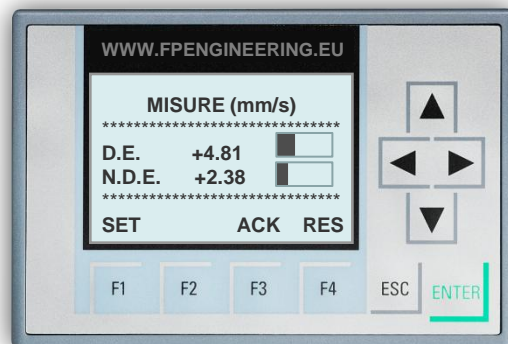 WWW.FPENGINEERING.EU
MISURE (mm/s)
***************************
D.E. +4.81
N.D.E. +2.38
***************************
SET ACK RES
F1 F2 F3 F4 ESC ENTER